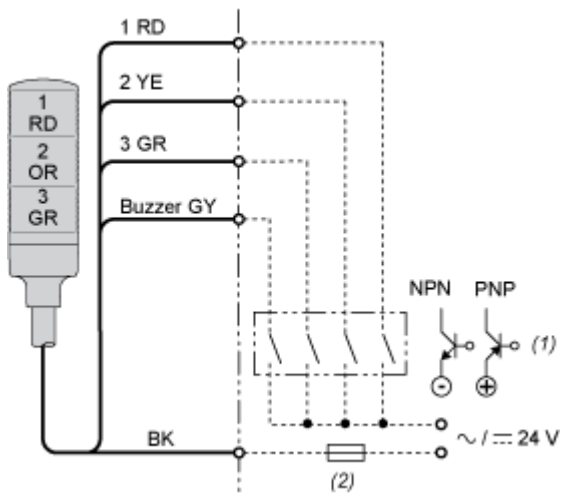 1 RD
2 YE
3 GR
Buzzer GY
1
RD
2
OR
3
GR
NPN PNP
(1)
BK
~ / ⎓ 24 V
(2)